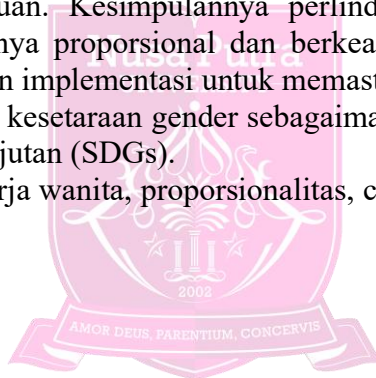 uan. Kesimpulannya perlind
nya proporsional dan berkea
Nusa Putra
n implementasi untuk memast
kesetaraan gender sebagaima
jutan (SDGs).
rja wanita, proporsionalitas, c
2002
AMOR DEUS, PARENTIUM, CONCERVIS